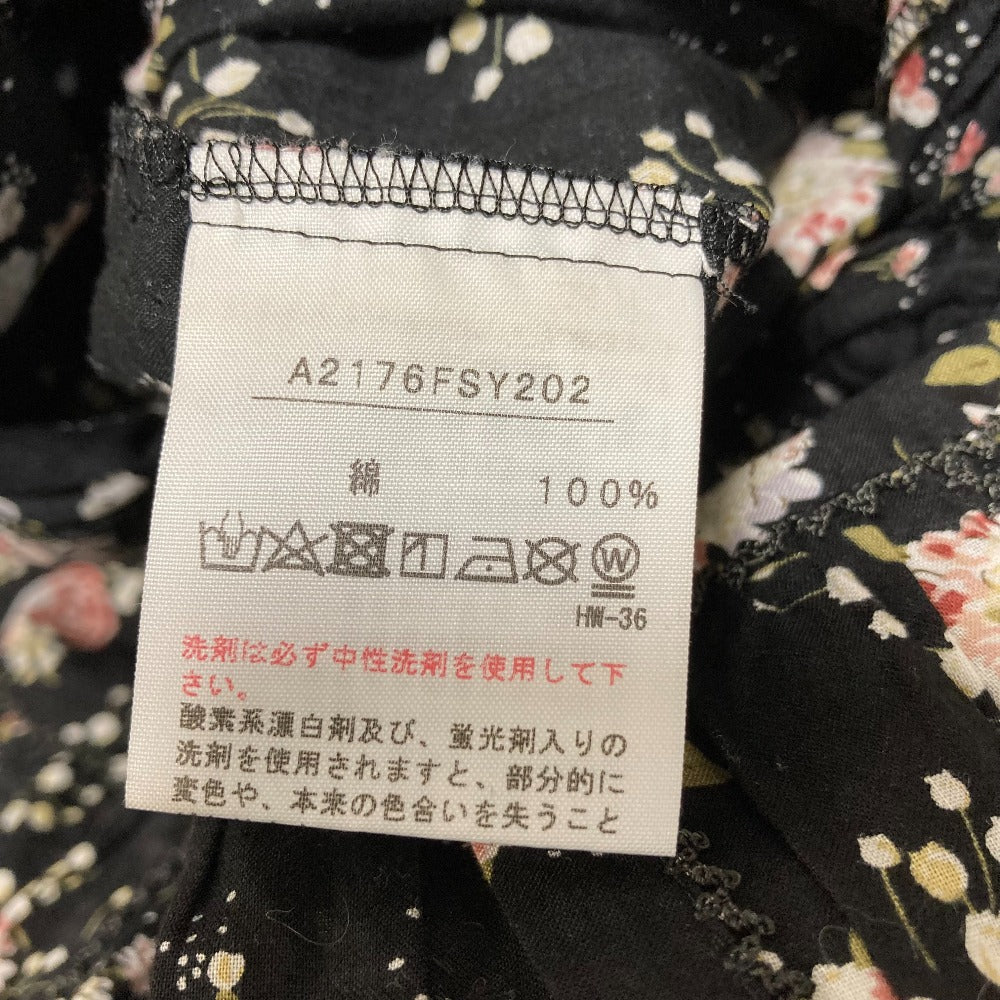 A2176FSY202
綿 100%
W
HW-36
洗剤は必ず中性洗剤を使用して下
さい。
酸素系漂白剤及び、蛍光剤入りの
洗剤を使用されますと、部分的に
変色や、本来の色合いを失うこと